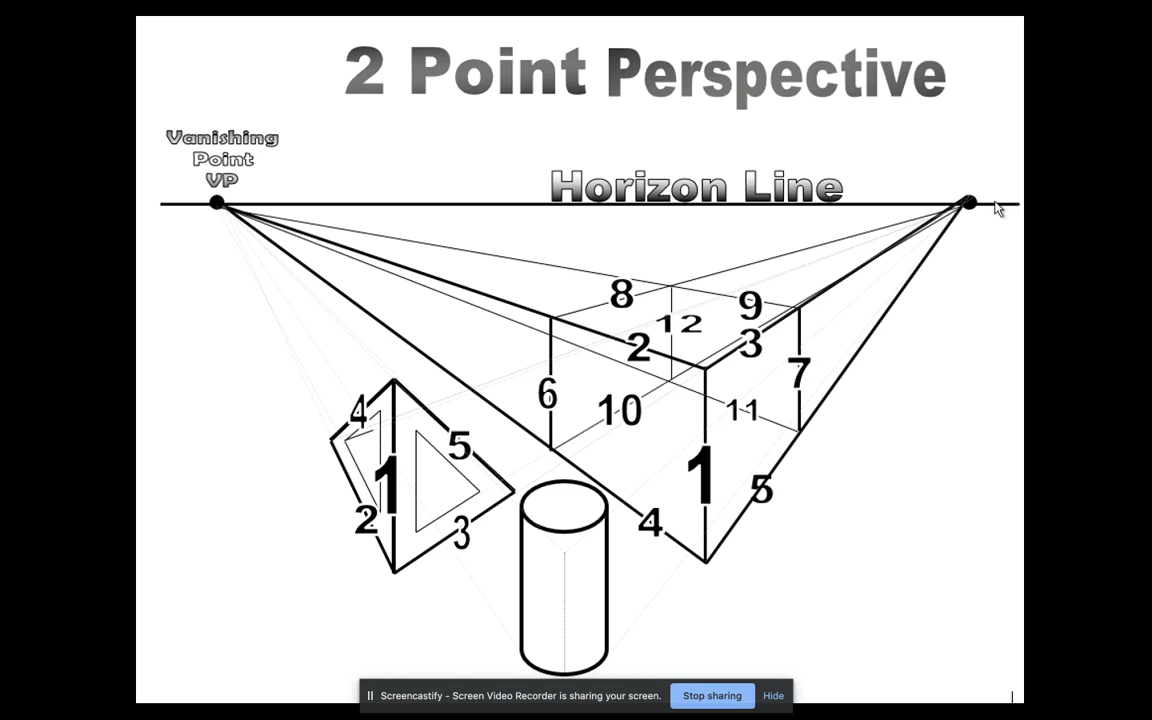 2 Point Perspective
Vanishing
Point
VP
Horizon Line
8
9
12
2
3
7
6
10
11
4
5
1
1
5
2
3
4
Screencastify - Screen Video Recorder is sharing your screen.
Stop sharing
Hide